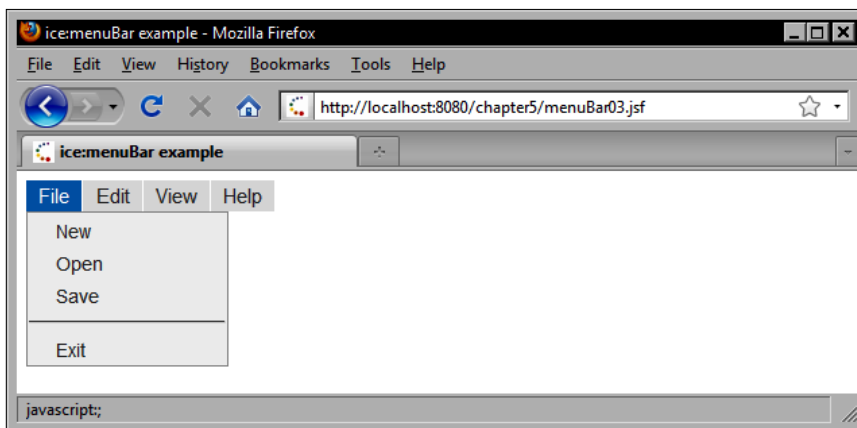 ice:menuBar example - Mozilla Firefox
File Edit View History Bookmarks Tools Help
http://localhost:8080/chapter5/menuBar03.jsf
ice:menuBar example
File Edit View Help
New
Open
Save
Exit
javascript:;